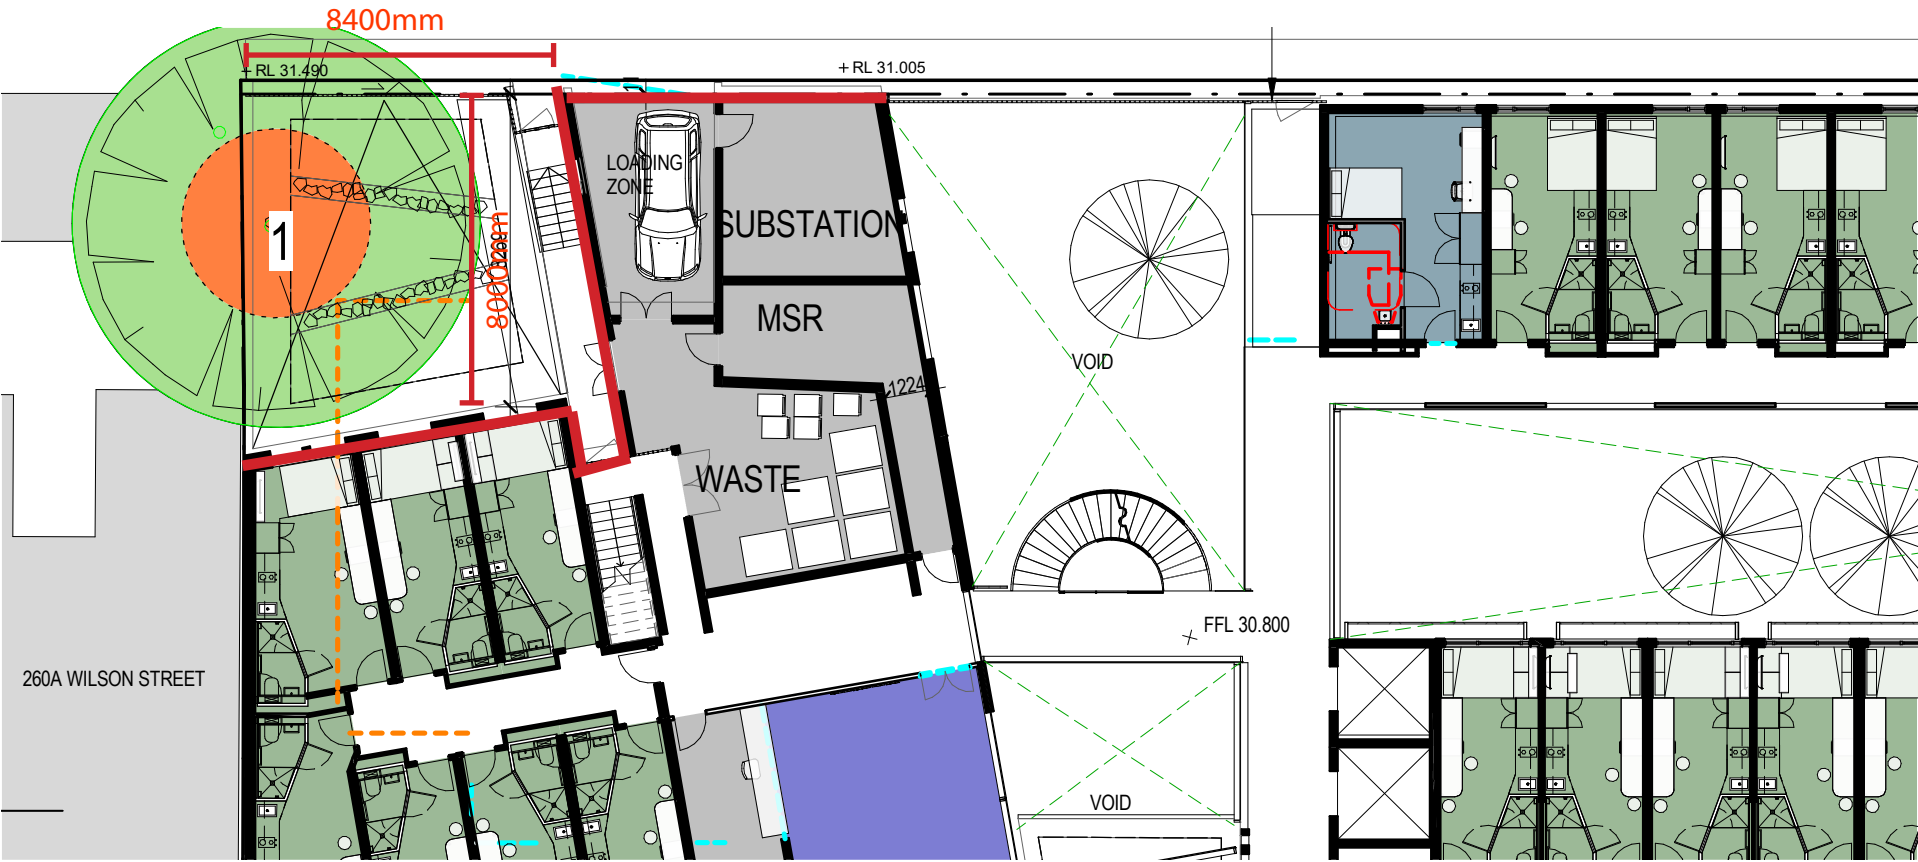 8400mm
+ RL 31.490
+ RL 31.005
LOADING
ZONE
SUBSTATION
1
8000mm
MSR
VOID
1224
WASTE
FFL 30.800
260A WILSON STREET
VOID